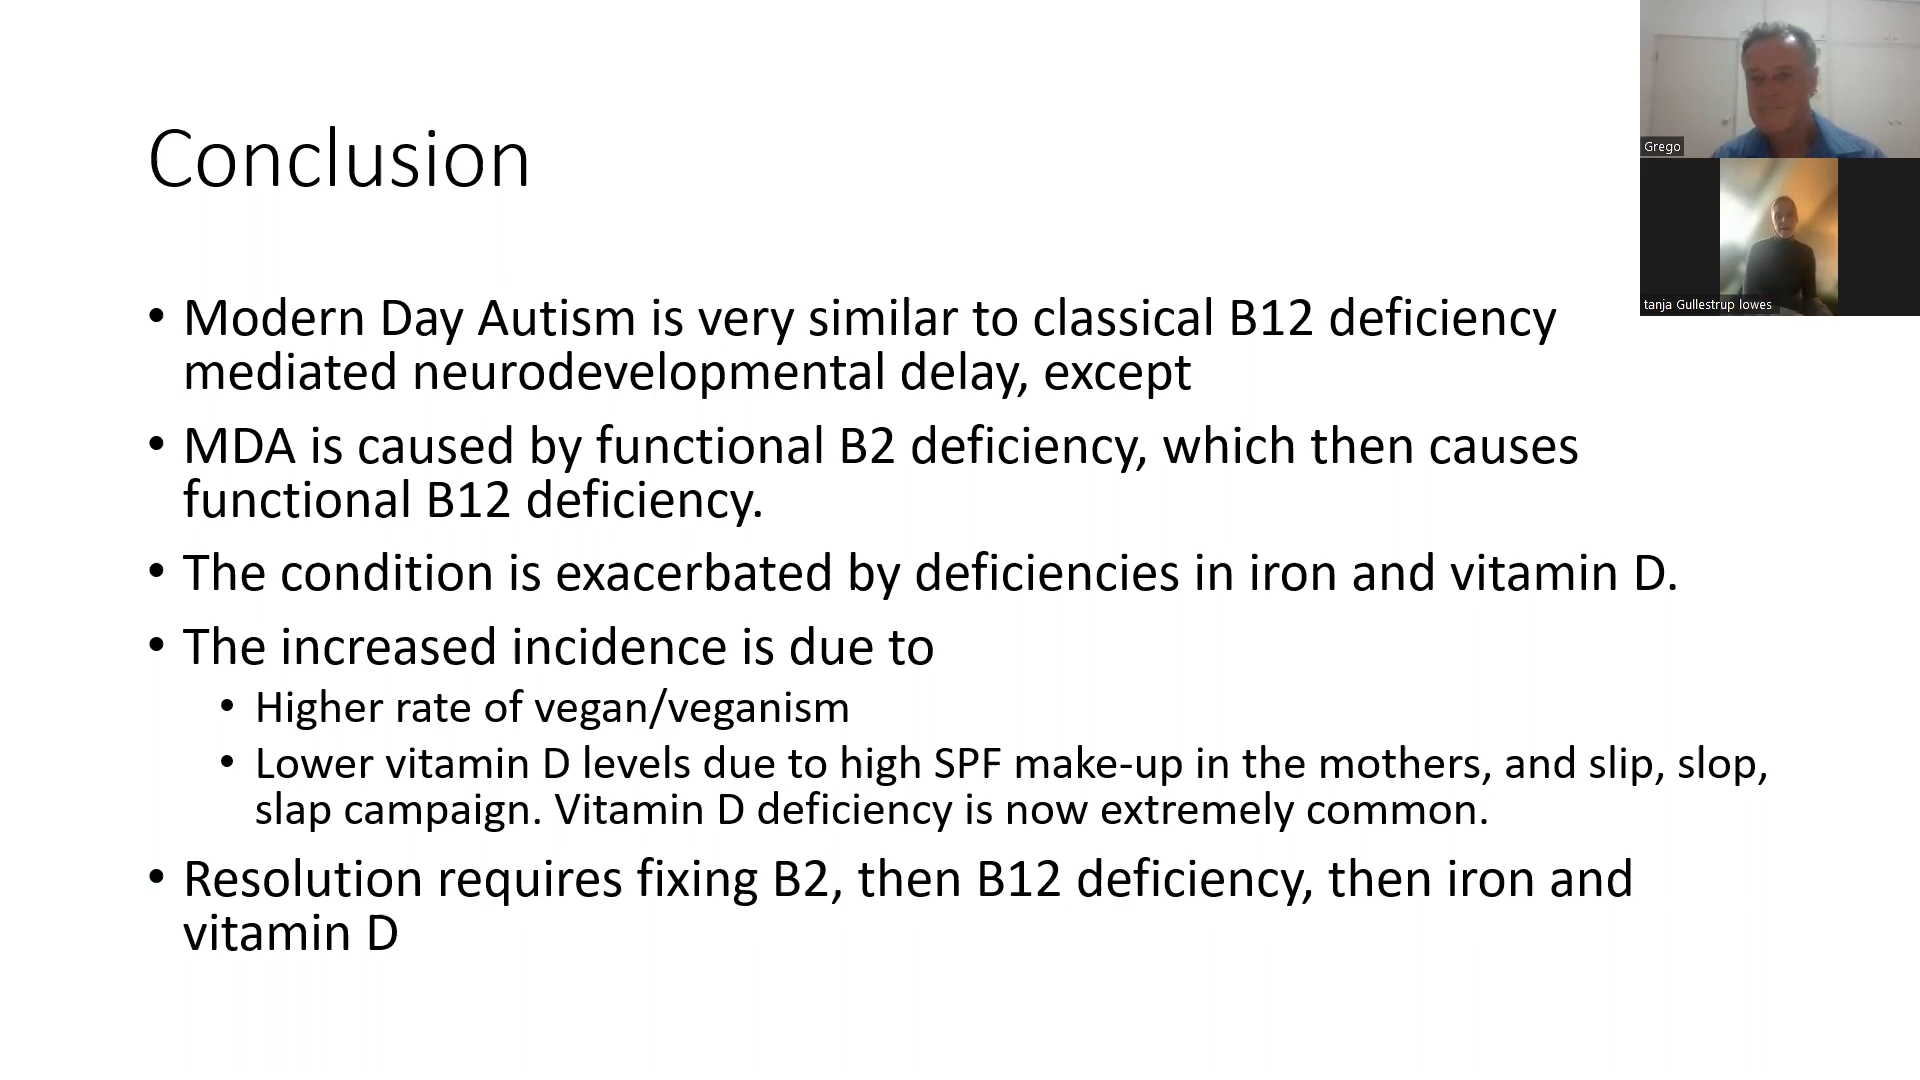 Conclusion
Grego
tanja Gullestrup lowes
• Modern Day Autism is very similar to classical B12 deficiency
mediated neurodevelopmental delay, except
• MDA is caused by functional B2 deficiency, which then causes
functional B12 deficiency.
• The condition is exacerbated by deficiencies in iron and vitamin D.
• The increased incidence is due to
• Higher rate of vegan/veganism
• Lower vitamin D levels due to high SPF make-up in the mothers, and slip, slop,
slap campaign. Vitamin D deficiency is now extremely common.
• Resolution requires fixing B2, then B12 deficiency, then iron and
vitamin D